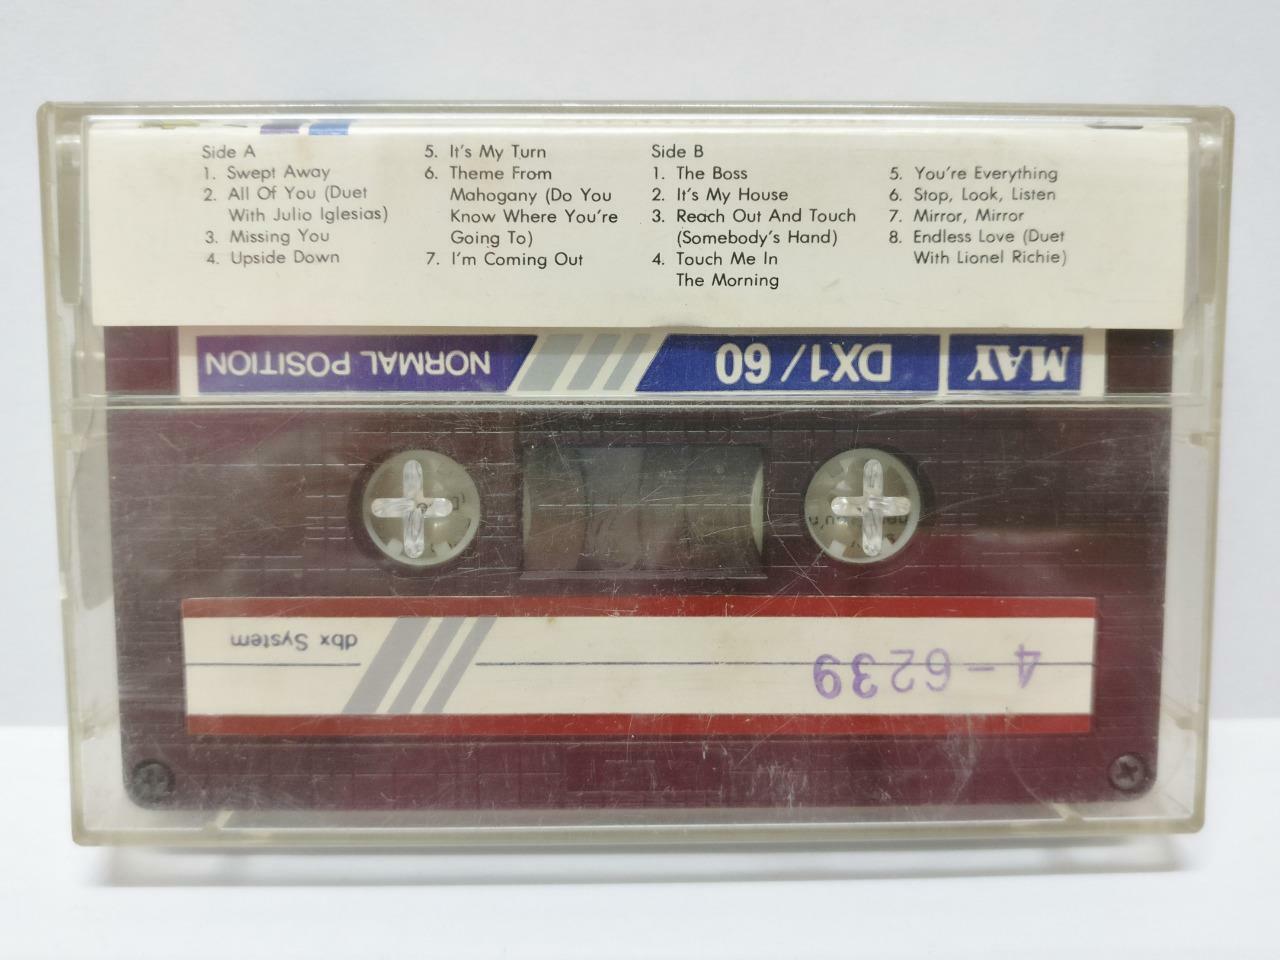 Side A
1. Swept Away
2. All Of You (Duet
With Julio Iglesias)
3. Missing You
4. Upside Down
5. It's My Turn
6. Theme From
Mahogany (Do You
Know Where You're
Going To)
7. I'm Coming Out
Side B
1. The Boss
2. It's My House
3. Reach Out And Touch
(Somebody's Hand)
4. Touch Me In
The Morning
5. You're Everything
6. Stop, Look, Listen
7. Mirror, Mirror
8. Endless Love (Duet
With Lionel Richie)
MAY DX1/60 NORMAL POSITION
4-6239 dbx System